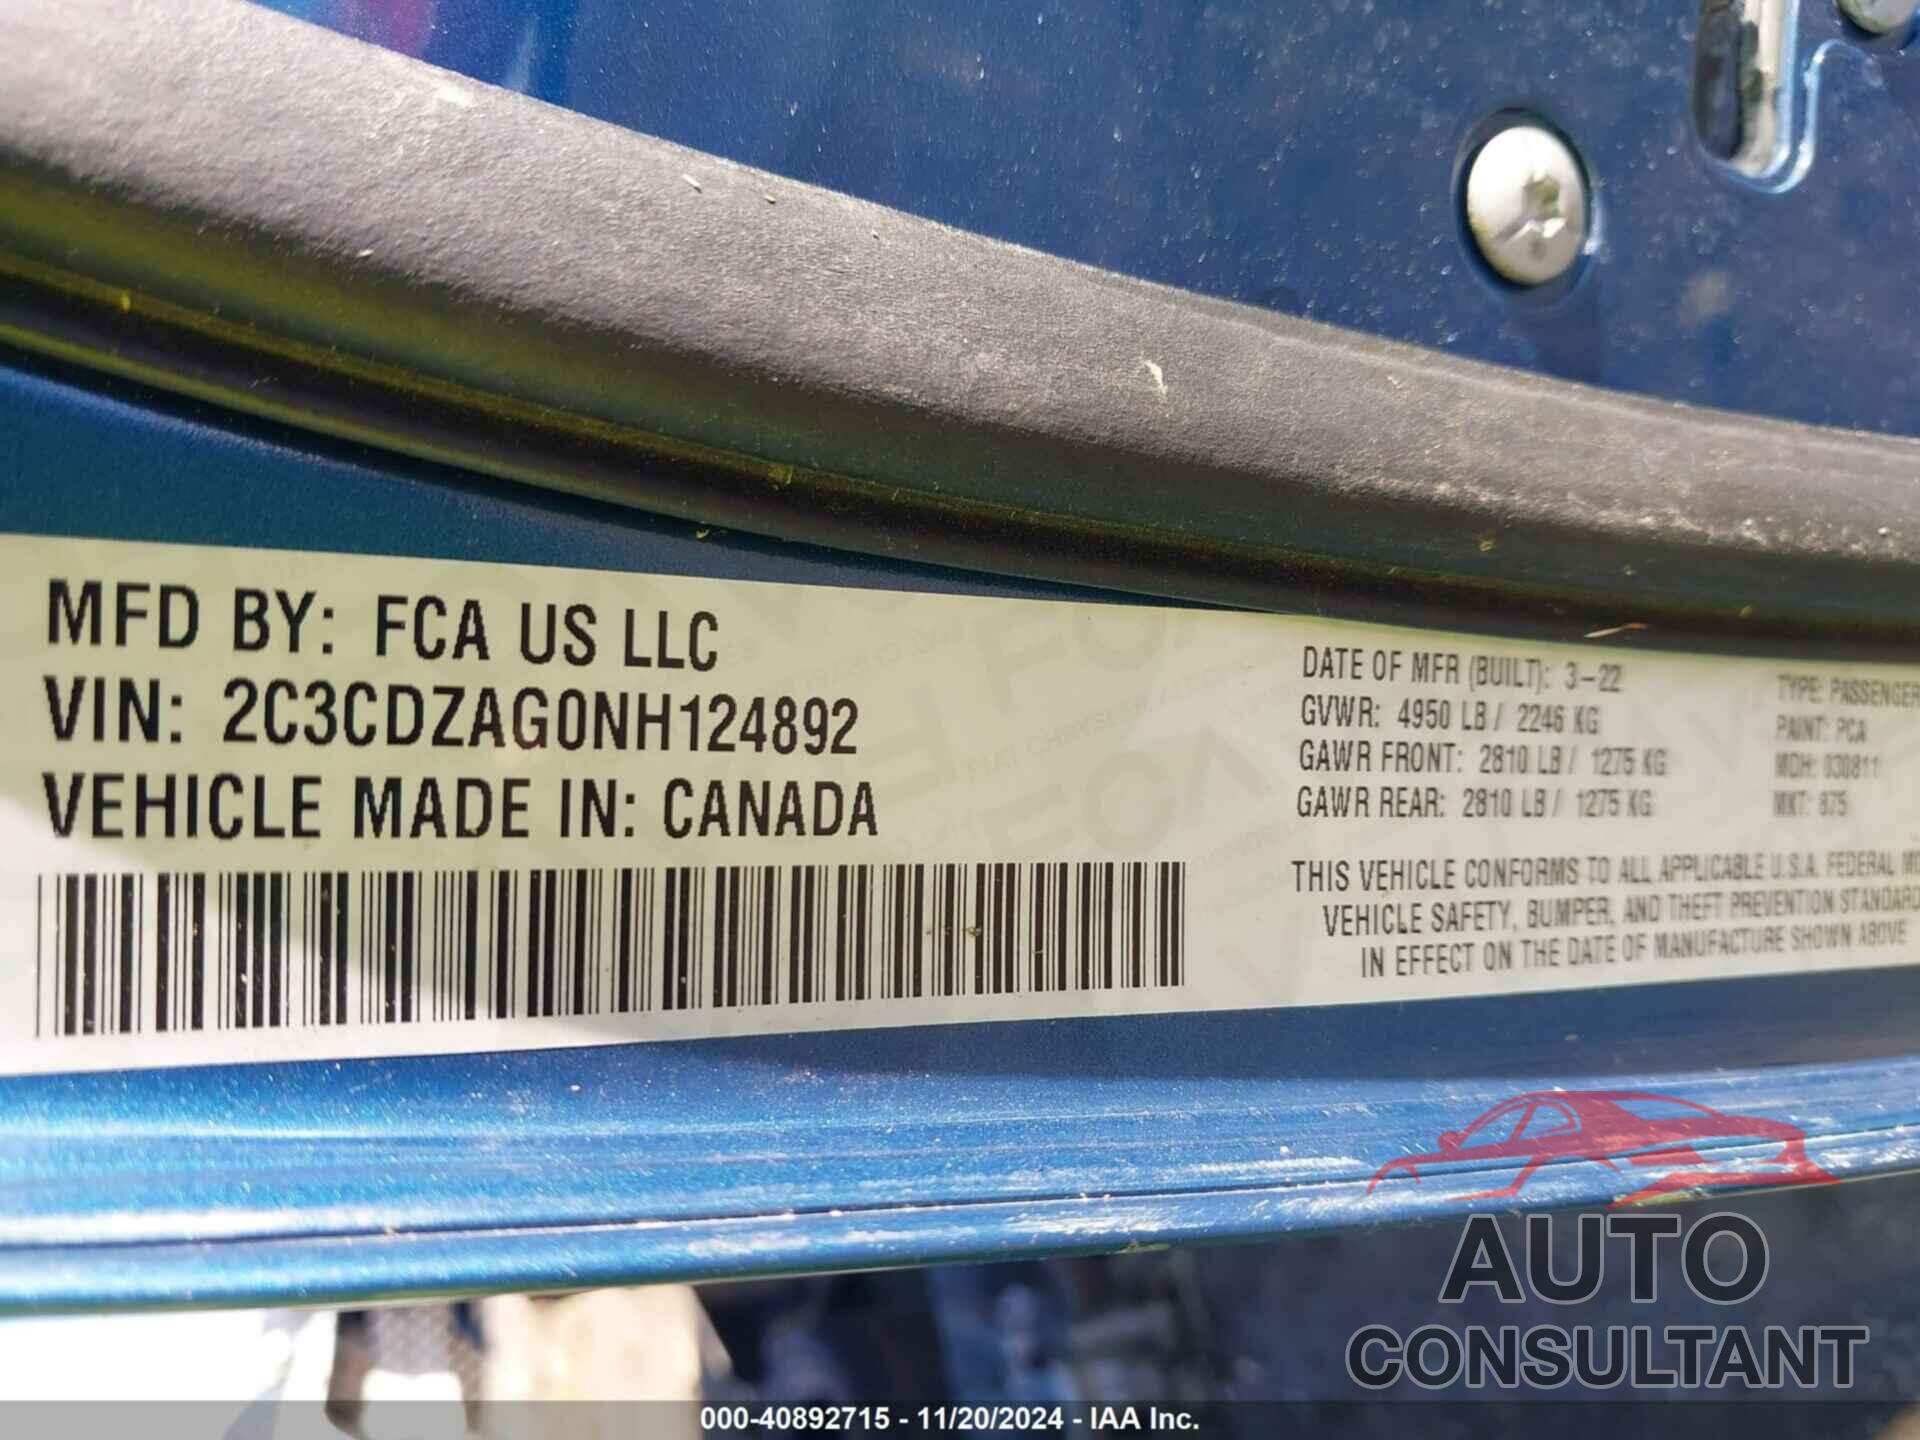 MFD BY: FCA US LLC
VIN: 2C3CDZAG0NH124892
VEHICLE MADE IN: CANADA
DATE OF MFR (BUILT): 3-22
GVWR: 4950 LB / 2246 KG
GAWR FRONT: 2810 LB / 1275 KG
GAWR REAR: 2810 LB / 1275 KG
TYPE: PASSENGER
PAINT: PCA
MDH: 030811
MKT: 875
THIS VEHICLE CONFORMS TO ALL APPLICABLE U.S.A. FEDERAL MO
VEHICLE SAFETY, BUMPER, AND THEFT PREVENTION STANDARD
IN EFFECT ON THE DATE OF MANUFACTURE SHOWN ABOVE
AUTO
CONSULTANT
000-40892715 - 11/20/2024 - IAA Inc.